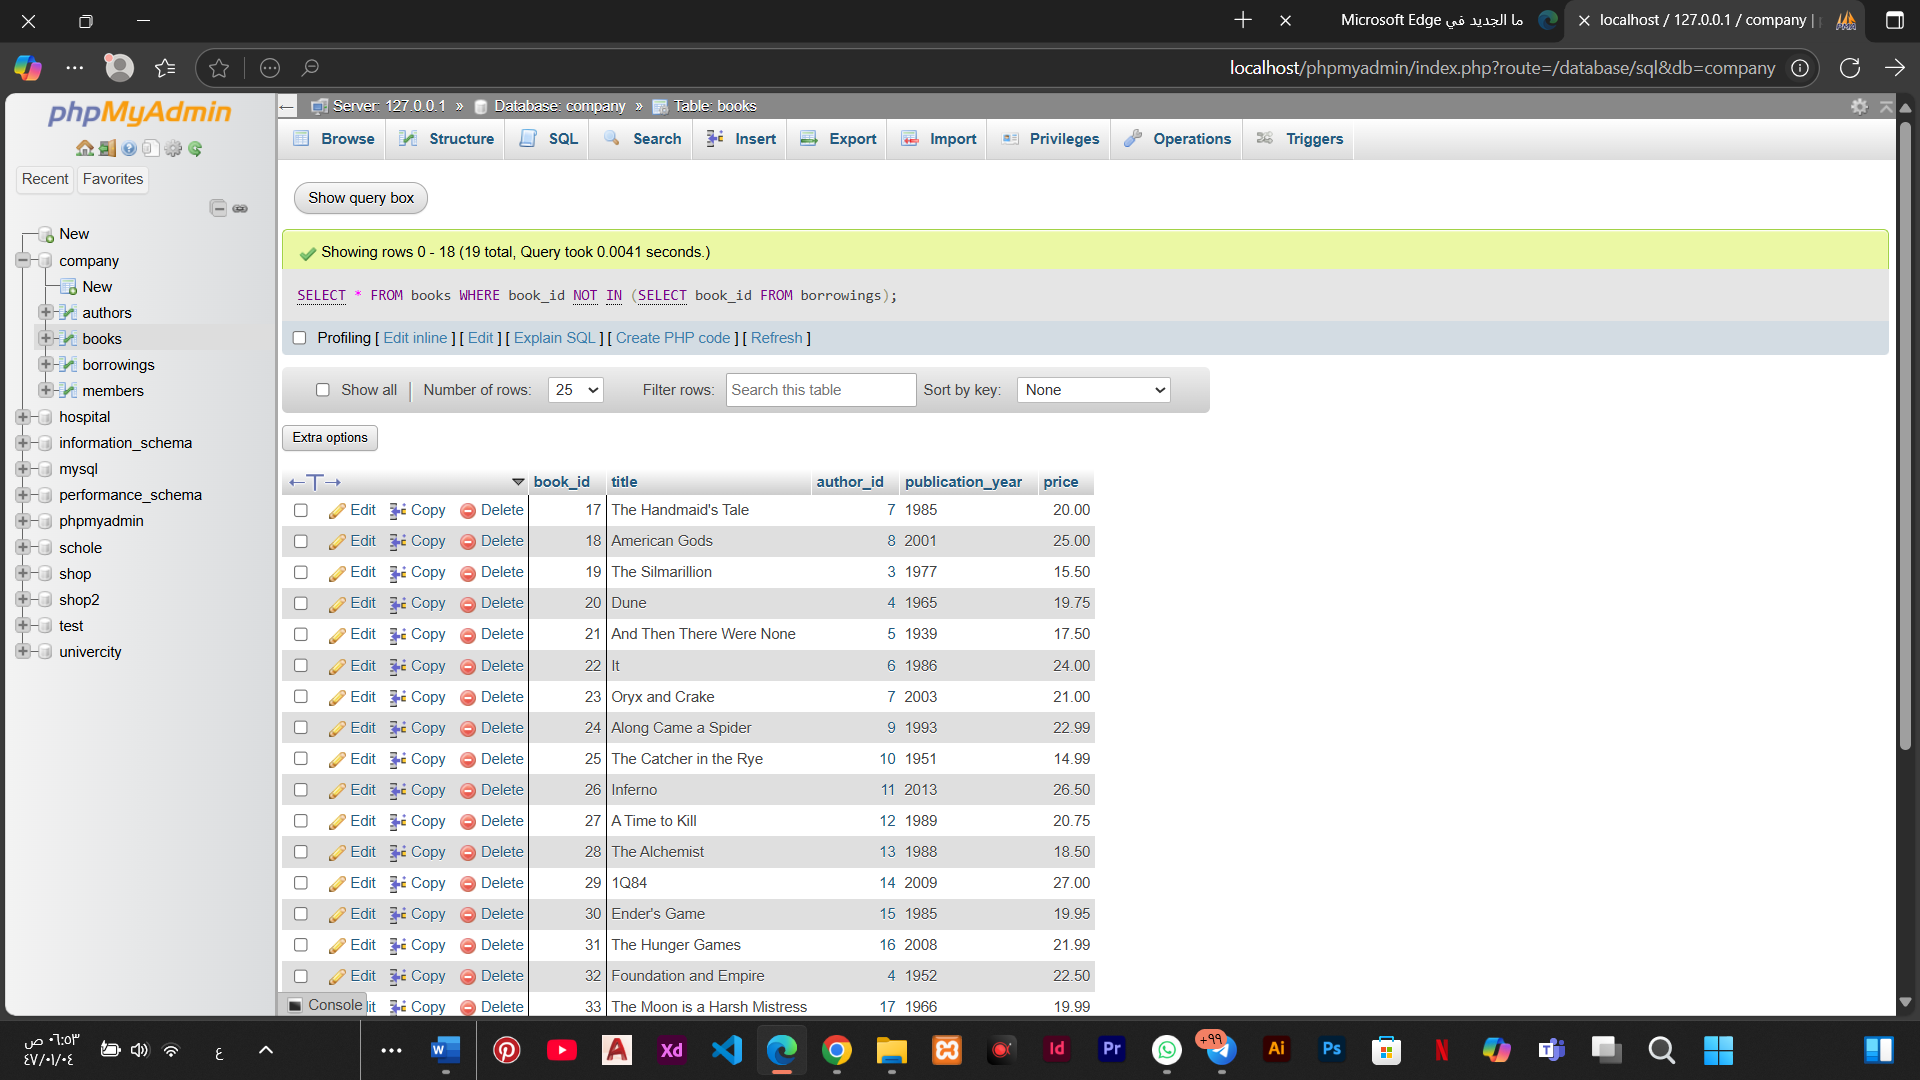 ما الجديد في Microsoft Edge
localhost / 127.0.0.1 / company |
localhost/phpmyadmin/index.php?route=/database/sql&db=company
phpMyAdmin
Recent Favorites
New
company
New
authors
books
borrowings
members
hospital
information_schema
mysql
performance_schema
phpmyadmin
schole
shop
shop2
test
univercity
Server: 127.0.0.1 » Database: company » Table: books
Browse Structure SQL Search Insert Export Import Privileges Operations Triggers
Show query box
Showing rows 0 - 18 (19 total, Query took 0.0041 seconds.)
SELECT * FROM books WHERE book_id NOT IN (SELECT book_id FROM borrowings);
Profiling [ Edit inline ] [ Edit ] [ Explain SQL ] [ Create PHP code ] [ Refresh ]
Show all | Number of rows: 25 Filter rows: Search this table Sort by key: None
Extra options
book_id title author_id publication_year price
Edit Copy Delete 17 The Handmaid's Tale 7 1985 20.00
Edit Copy Delete 18 American Gods 8 2001 25.00
Edit Copy Delete 19 The Silmarillion 3 1977 15.50
Edit Copy Delete 20 Dune 4 1965 19.75
Edit Copy Delete 21 And Then There Were None 5 1939 17.50
Edit Copy Delete 22 It 6 1986 24.00
Edit Copy Delete 23 Oryx and Crake 7 2003 21.00
Edit Copy Delete 24 Along Came a Spider 9 1993 22.99
Edit Copy Delete 25 The Catcher in the Rye 10 1951 14.99
Edit Copy Delete 26 Inferno 11 2013 26.50
Edit Copy Delete 27 A Time to Kill 12 1989 20.75
Edit Copy Delete 28 The Alchemist 13 1988 18.50
Edit Copy Delete 29 1Q84 14 2009 27.00
Edit Copy Delete 30 Ender's Game 15 1985 19.95
Edit Copy Delete 31 The Hunger Games 16 2008 21.99
Edit Copy Delete 32 Foundation and Empire 4 1952 22.50
Console Copy Delete 33 The Moon is a Harsh Mistress 17 1966 19.99
٠٦:٥٣ ص
٤٧/٠١/٠٤
ع
Xd
Id
Pr
+٩٩
Ai
Ps